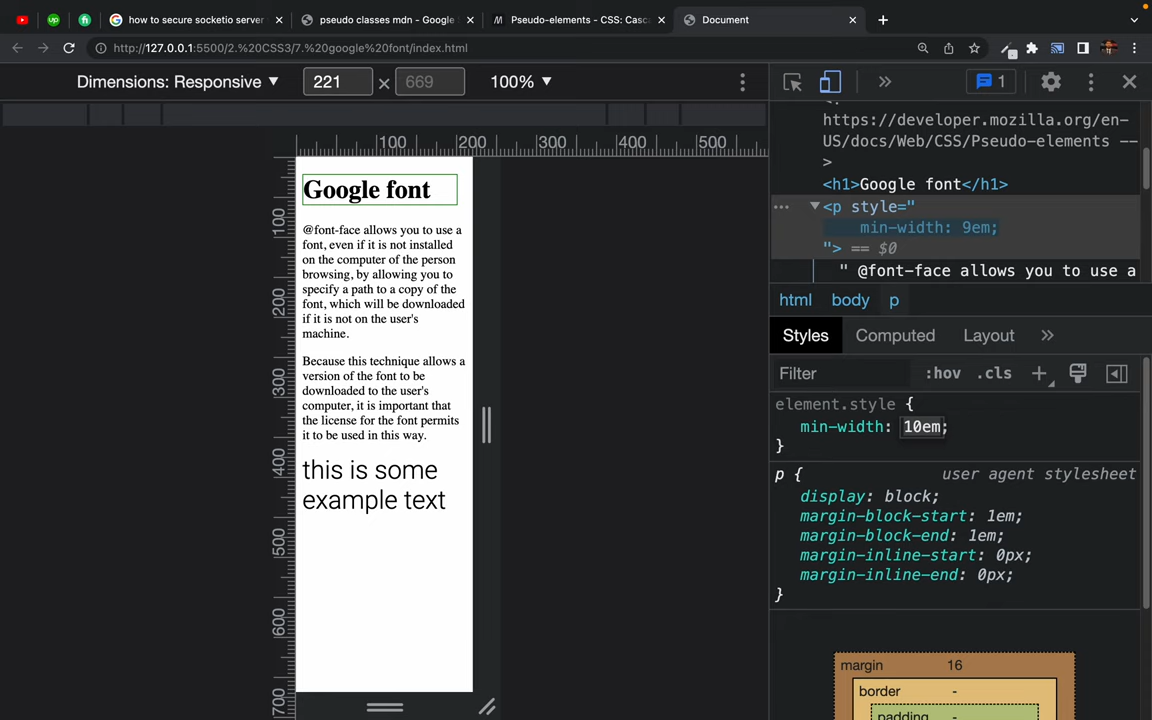 how to secure socketio server
pseudo classes mdn - Google
Pseudo-elements - CSS: Casc
Document
http://127.0.0.1:5500/2.%20CSS3/7.%20google%20font/index.html
Dimensions: Responsive 221 × 669 100%
1
100 200 300 400 500
100
200
300
400
500
600
700
Google font
@font-face allows you to use a
font, even if it is not installed
on the computer of the person
browsing, by allowing you to
specify a path to a copy of the
font, which will be downloaded
if it is not on the user's
machine.
Because this technique allows a
version of the font to be
downloaded to the user's
computer, it is important that
the license for the font permits
it to be used in this way.
this is some
example text
https://developer.mozilla.org/en-
US/docs/Web/CSS/Pseudo-elements --
>
<h1>Google font</h1>
<p style="
min-width: 9em;
"> == $0
" @font-face allows you to use a
html body p
Styles Computed Layout
Filter :hov .cls
element.style {
min-width: 10em;
}
p { user agent stylesheet
display: block;
margin-block-start: 1em;
margin-block-end: 1em;
margin-inline-start: 0px;
margin-inline-end: 0px;
}
margin 16
border -
padding -